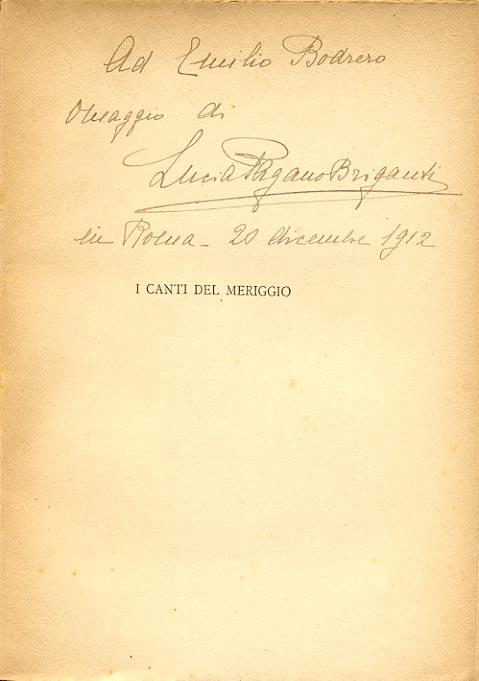 Ad Emilio Bodrero
Omaggio di
Lucia Pagano Briganti
in Roma - 20 dicembre 1912
I CANTI DEL MERIGGIO